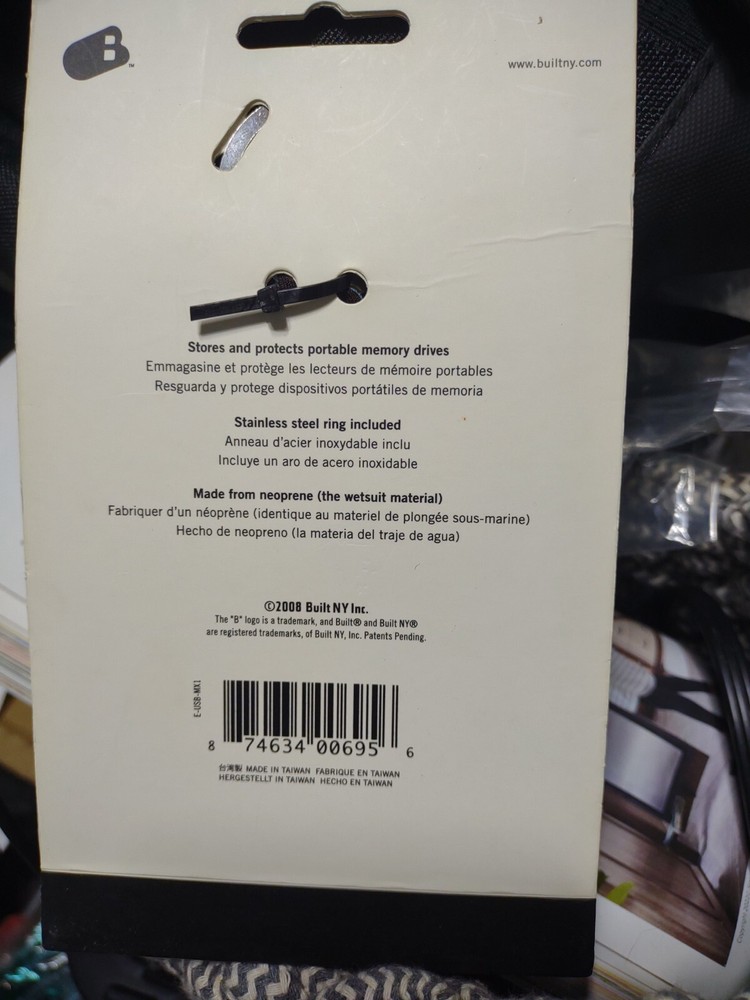 B™
www.builtny.com
Stores and protects portable memory drives
Emmagasine et protège les lecteurs de mémoire portables
Resguarda y protege dispositivos portátiles de memoria
Stainless steel ring included
Anneau d'acier inoxydable inclu
Incluye un aro de acero inoxidable
Made from neoprene (the wetsuit material)
Fabriquer d'un néoprène (identique au materiel de plongée sous-marine)
Hecho de neopreno (la materia del traje de agua)
©2008 Built NY Inc.
The "B" logo is a trademark, and Built® and Built NY®
are registered trademarks, of Built NY, Inc. Patents Pending.
E-USB-MX1
8 74634 00695 6
台灣製 MADE IN TAIWAN FABRIQUE EN TAIWAN
HERGESTELLT IN TAIWAN HECHO EN TAIWAN